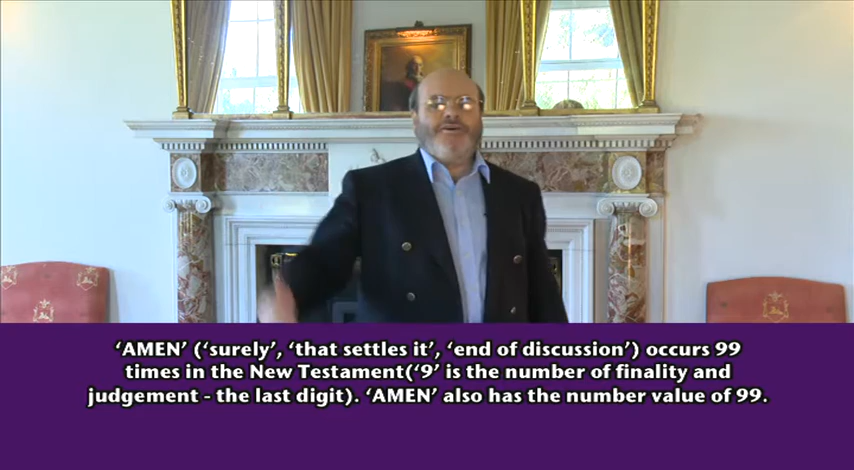 ‘AMEN’ (‘surely’, ‘that settles it’, ‘end of discussion’) occurs 99
times in the New Testament(‘9’ is the number of finality and
judgement - the last digit). ‘AMEN’ also has the number value of 99.